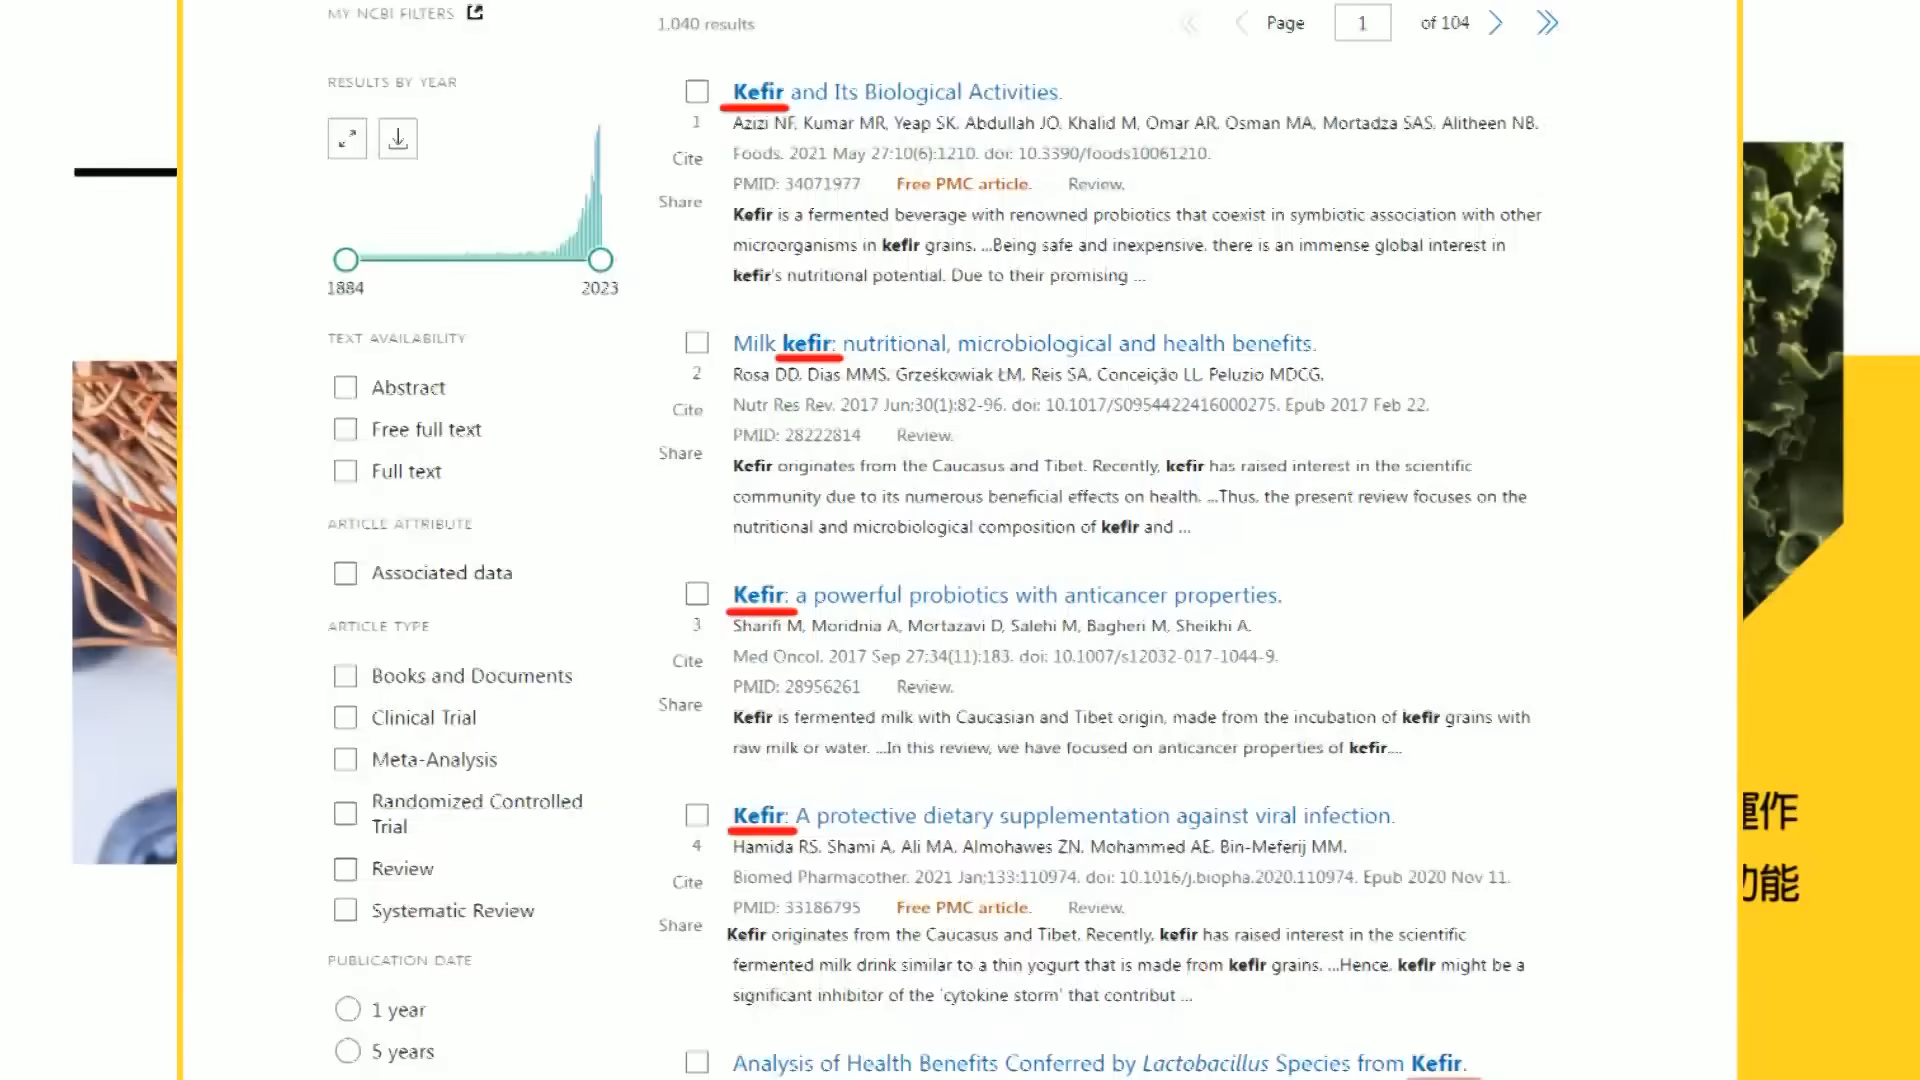 MY NCBI FILTERS
1,040 results
Page 1 of 104
RESULTS BY YEAR
1884
2023
TEXT AVAILABILITY
Abstract
Free full text
Full text
ARTICLE ATTRIBUTE
Associated data
ARTICLE TYPE
Books and Documents
Clinical Trial
Meta-Analysis
Randomized Controlled
Trial
Review
Systematic Review
PUBLICATION DATE
1 year
5 years
Kefir and Its Biological Activities.
1
Cite
Share
Azizi NF, Kumar MR, Yeap SK, Abdullah JO, Khalid M, Omar AR, Osman MA, Mortadza SAS, Alitheen NB.
Foods. 2021 May 27;10(6):1210. doi: 10.3390/foods10061210.
PMID: 34071977 Free PMC article. Review.
Kefir is a fermented beverage with renowned probiotics that coexist in symbiotic association with other
microorganisms in kefir grains. ...Being safe and inexpensive, there is an immense global interest in
kefir's nutritional potential. Due to their promising ...
Milk kefir: nutritional, microbiological and health benefits.
2
Cite
Share
Rosa DD, Dias MMS, Grześkowiak ŁM, Reis SA, Conceição LL, Peluzio MDCG.
Nutr Res Rev. 2017 Jun;30(1):82-96. doi: 10.1017/S0954422416000275. Epub 2017 Feb 22.
PMID: 28222814 Review.
Kefir originates from the Caucasus and Tibet. Recently, kefir has raised interest in the scientific
community due to its numerous beneficial effects on health. ...Thus, the present review focuses on the
nutritional and microbiological composition of kefir and ...
Kefir: a powerful probiotics with anticancer properties.
3
Cite
Share
Sharifi M, Moridnia A, Mortazavi D, Salehi M, Bagheri M, Sheikhi A.
Med Oncol. 2017 Sep 27;34(11):183. doi: 10.1007/s12032-017-1044-9.
PMID: 28956261 Review.
Kefir is fermented milk with Caucasian and Tibet origin, made from the incubation of kefir grains with
raw milk or water. ...In this review, we have focused on anticancer properties of kefir....
Kefir: A protective dietary supplementation against viral infection.
4
Cite
Share
Hamida RS, Shami A, Ali MA, Almohawes ZN, Mohammed AE, Bin-Meferij MM.
Biomed Pharmacother. 2021 Jan;133:110974. doi: 10.1016/j.biopha.2020.110974. Epub 2020 Nov 11.
PMID: 33186795 Free PMC article. Review.
Kefir originates from the Caucasus and Tibet. Recently, kefir has raised interest in the scientific
fermented milk drink similar to a thin yogurt that is made from kefir grains. ...Hence, kefir might be a
significant inhibitor of the 'cytokine storm' that contribut ...
Analysis of Health Benefits Conferred by Lactobacillus Species from Kefir.
運作
功能